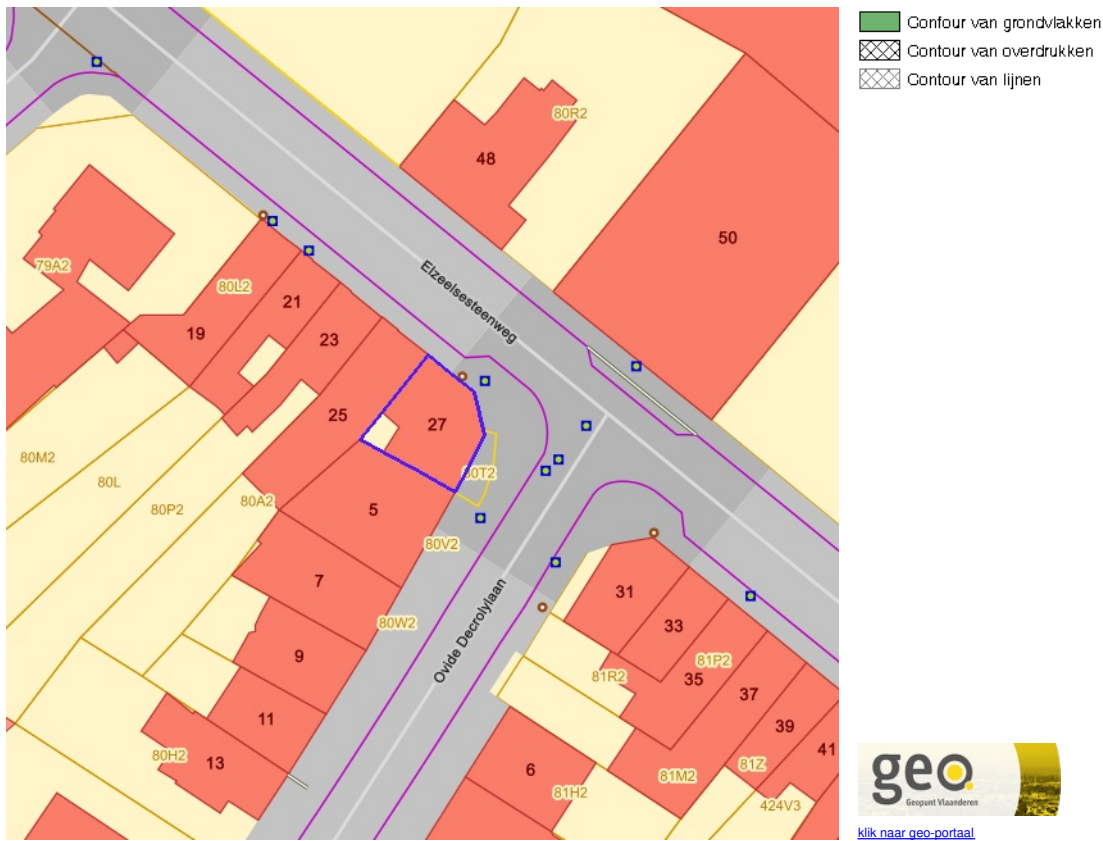 Contour van grondvlakken
Contour van overdrukken
Contour van lijnen
80R2
48
50
79A2
80L2
21
19
23
Elzeelsesteenweg
25
27
80M2
80L
80P2
80A2
80T2
5
80V2
7
31
80W2
33
Ovide Decrolylaan
9
81P2
81R2
35
37
11
39
80H2
13
6
41
81M2
81Z
81H2
424V3
geo
Geopunt Vlaanderen
klik naar geo-portaal